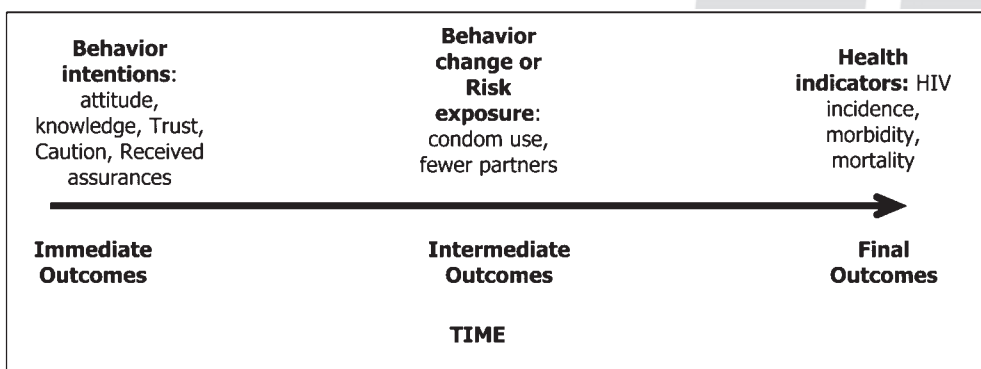 Behavior
intentions:
attitude,
knowledge, Trust,
Caution, Received
assurances
Behavior
change or
Risk
exposure:
condom use,
fewer partners
Health
indicators: HIV
incidence,
morbidity,
mortality
Immediate
Outcomes
Intermediate
Outcomes
Final
Outcomes
TIME